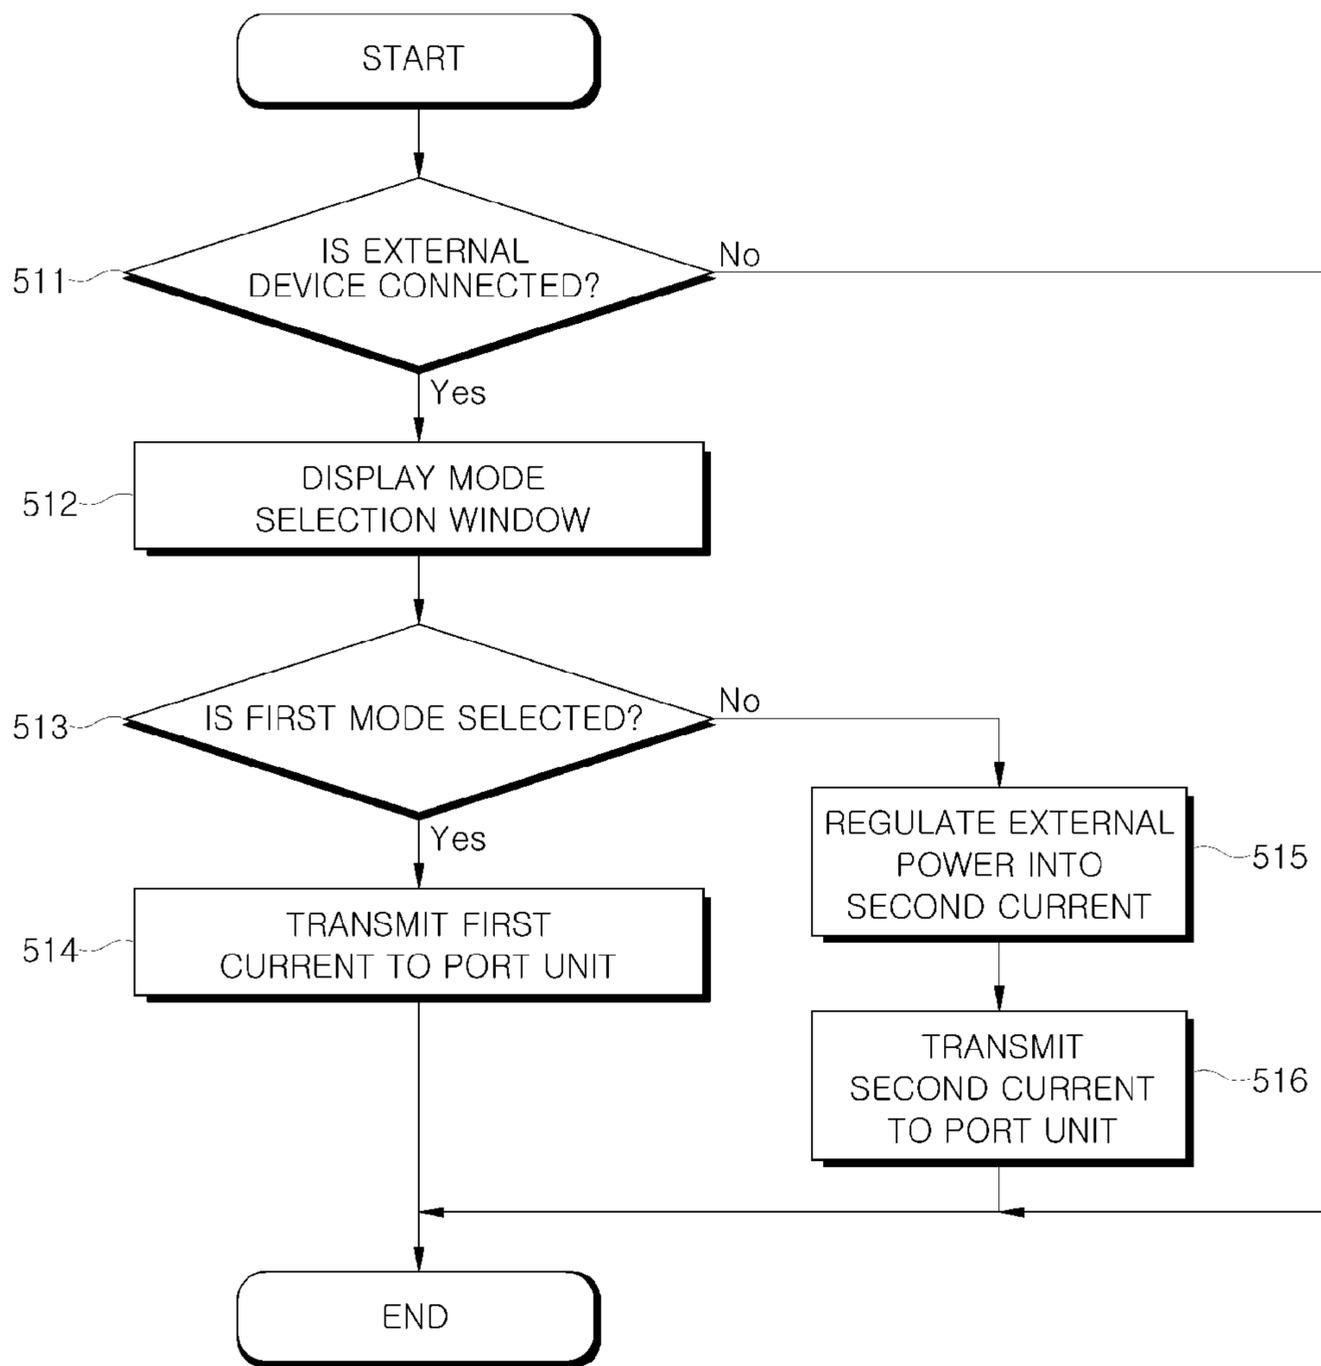 START
IS EXTERNAL
DEVICE CONNECTED?
No
511
Yes
DISPLAY MODE
SELECTION WINDOW
512
IS FIRST MODE SELECTED?
No
513
Yes
REGULATE EXTERNAL
POWER INTO
SECOND CURRENT
515
TRANSMIT FIRST
CURRENT TO PORT UNIT
514
TRANSMIT
SECOND CURRENT
TO PORT UNIT
516
END